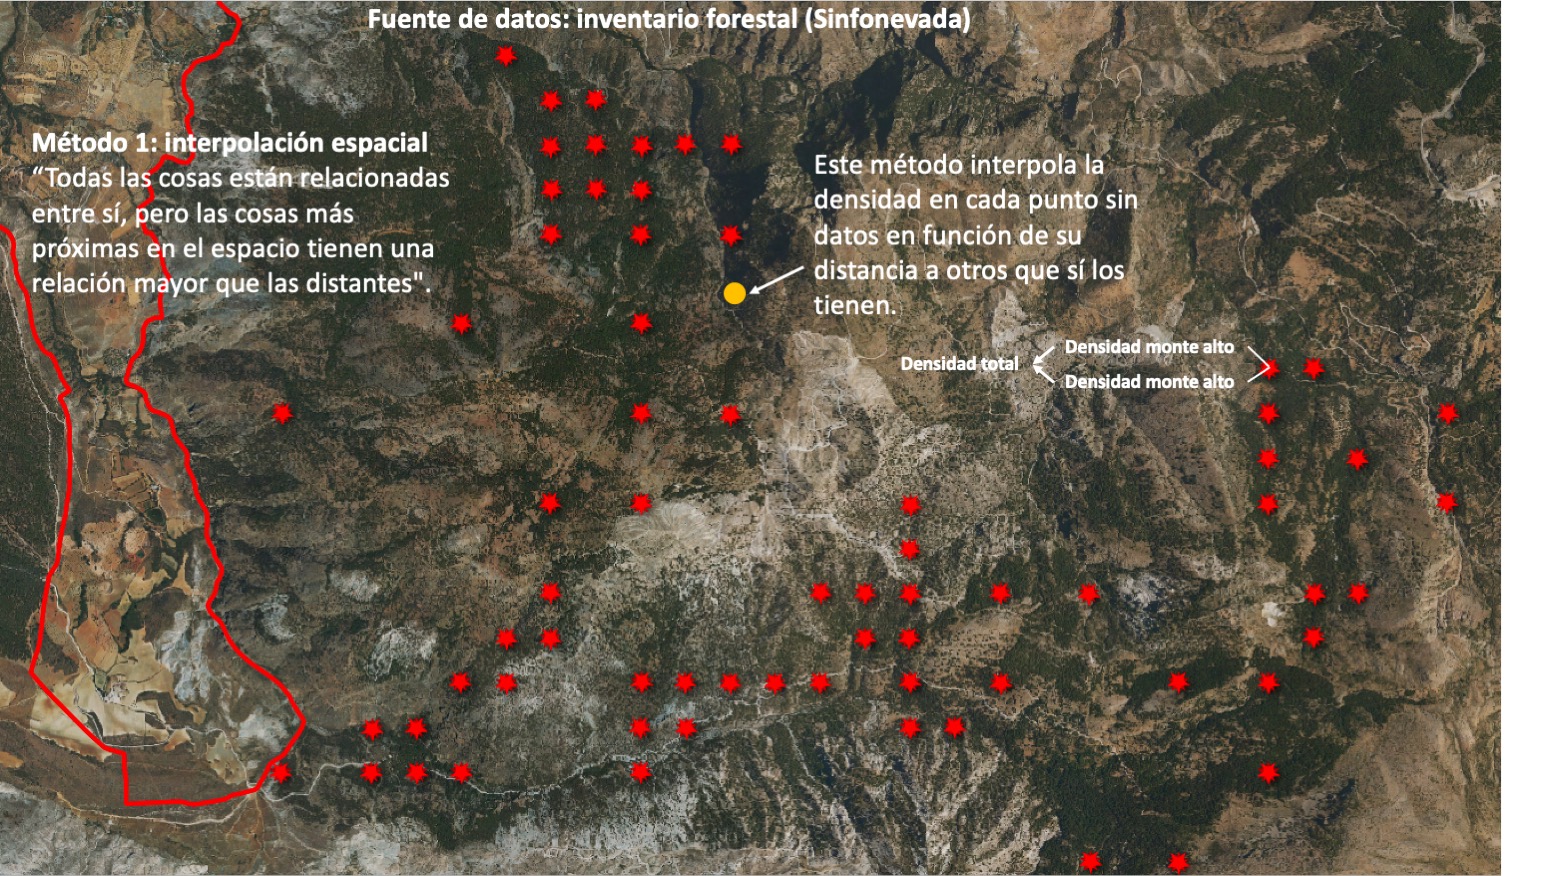 Fuente de datos: inventario forestal (Sinfonevada)
Método 1: interpolación espacial
“Todas las cosas están relacionadas
entre sí, pero las cosas más
próximas en el espacio tienen una
relación mayor que las distantes".
Este método interpola la
densidad en cada punto sin
datos en función de su
distancia a otros que sí los
tienen.
Densidad total
Densidad monte alto
Densidad monte alto